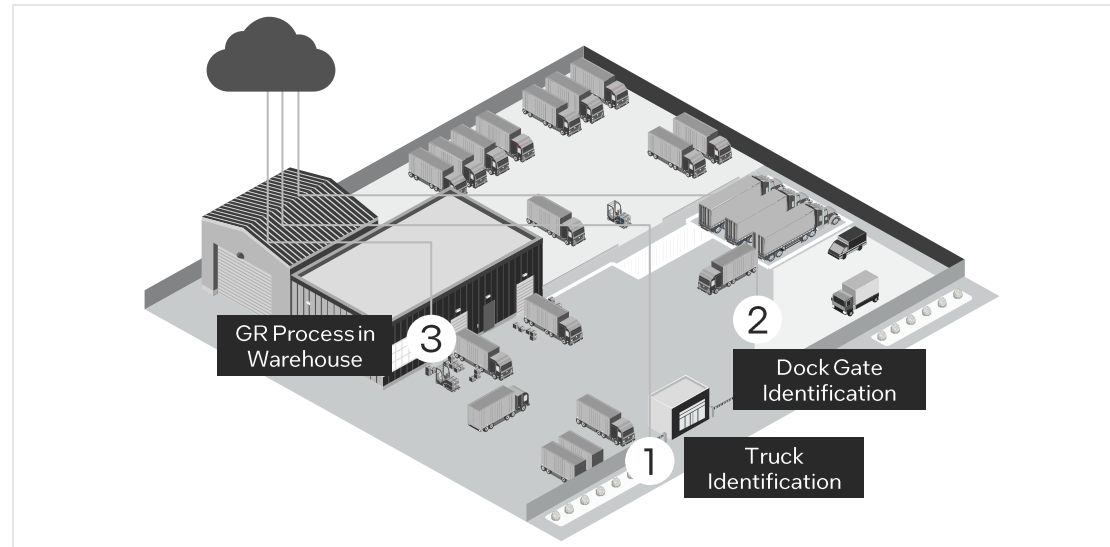 GR Process in
Warehouse
3
2
Dock Gate
Identification
1
Truck
Identification